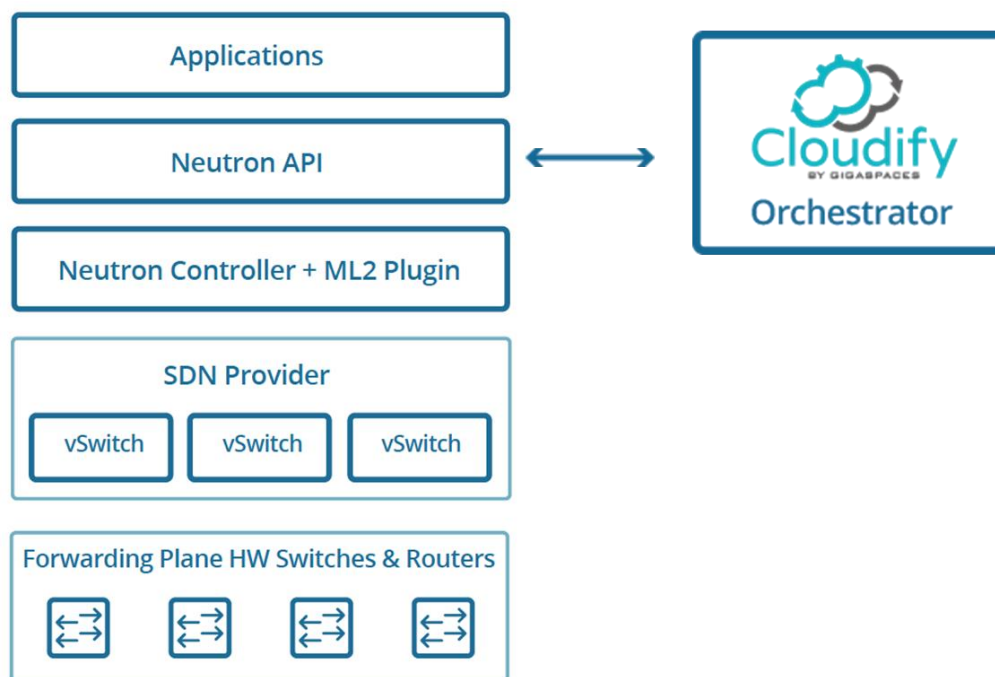 Applications
Neutron API
Neutron Controller + ML2 Plugin
SDN Provider
vSwitch vSwitch vSwitch
Forwarding Plane HW Switches & Routers
Cloudify
BY GIGASPACES
Orchestrator